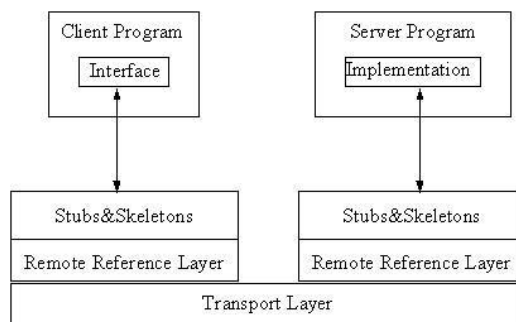 Client Program
Interface
Server Program
Implementation
Stubs&Skeletons
Remote Reference Layer
Stubs&Skeletons
Remote Reference Layer
Transport Layer